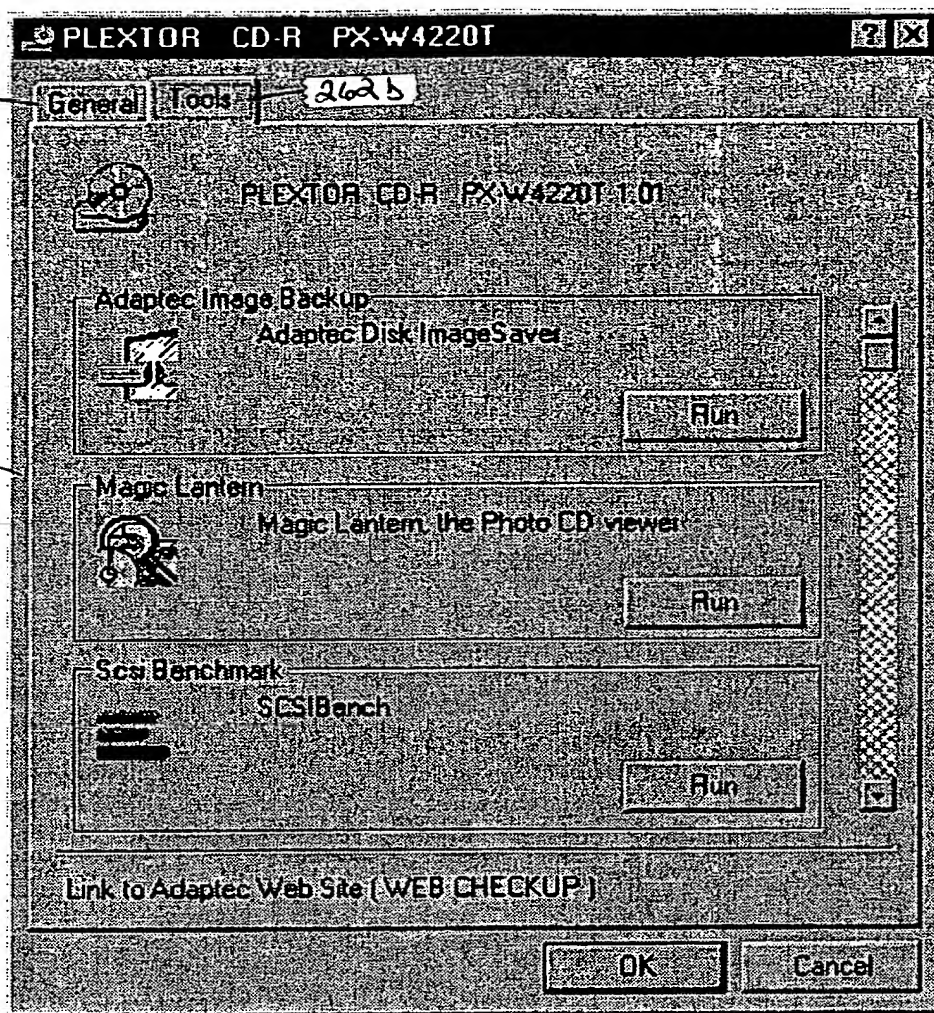 PLEXTOR CD-R PX-W4220T
General Tools 262b
PLEXTOR CD-R PX-W4220T 1.01
Adaptec Image Backup
Adaptec Disk ImageSaver
Run
Magic Lantern
Magic Lantern, the Photo CD viewer
Run
Scsi Benchmark
SCSIBench
Run
Link to Adaptec Web Site ( WEB CHECKUP )
OK Cancel